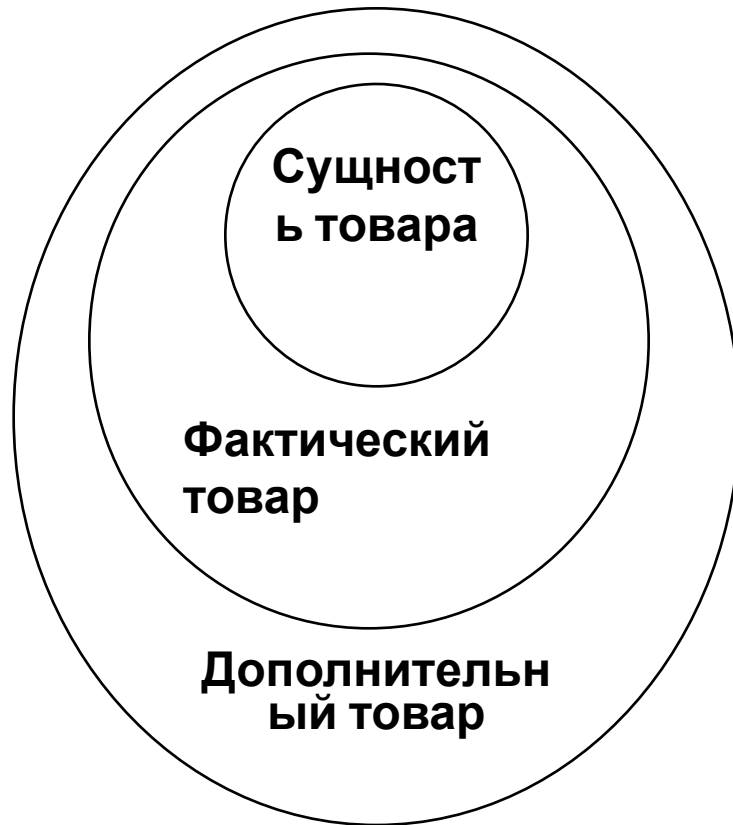 Сущност
ь товара
Фактический
товар
Дополнительн
ый товар